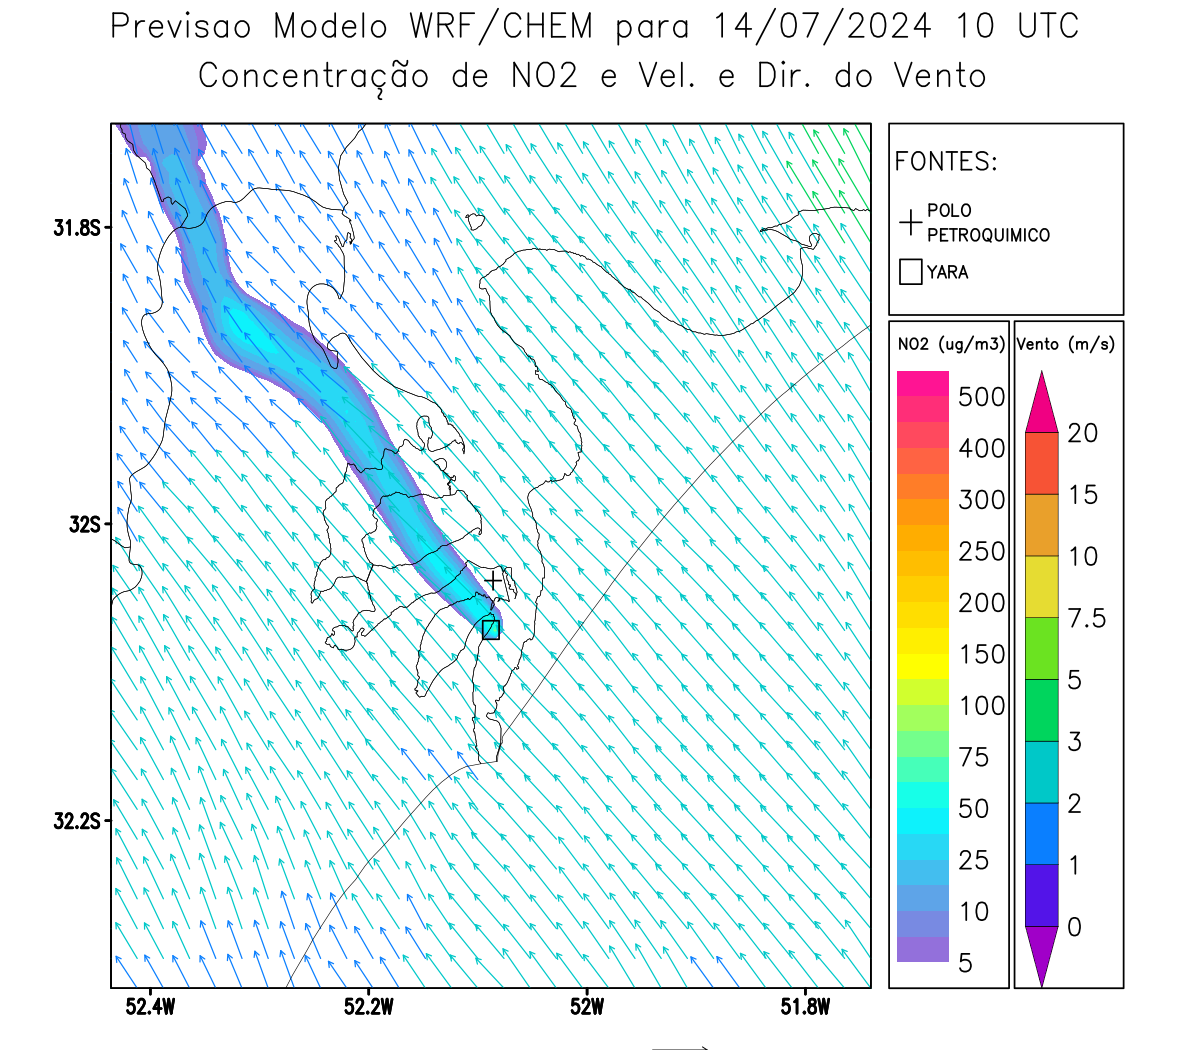 Previsao Modelo WRF/CHEM para 14/07/2024 10 UTC
Concentração de NO2 e Vel. e Dir. do Vento
FONTES:
POLO
PETROQUIMICO
YARA
NO2 (ug/m3)
500
400
300
250
200
150
100
75
50
25
10
5
Vento (m/s)
20
15
10
7.5
5
3
2
1
0
31.8S
32S
32.2S
52.4W
52.2W
52W
51.8W